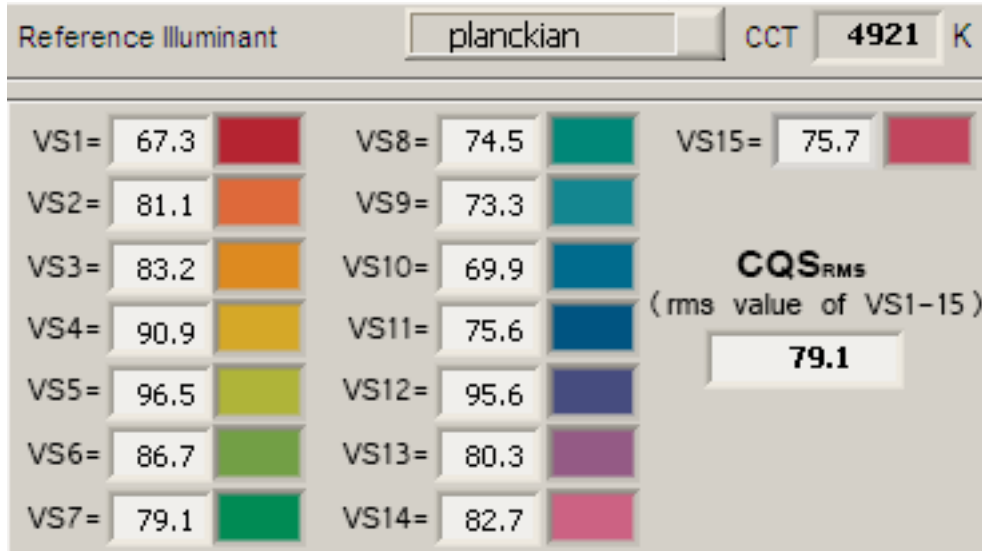 Reference Illuminant planckian CCT 4921 K
VS1= 67.3 VS8= 74.5 VS15= 75.7
VS2= 81.1 VS9= 73.3
VS3= 83.2 VS10= 69.9 CQSRMS
(rms value of VS1-15)
VS4= 90.9 VS11= 75.6
79.1
VS5= 96.5 VS12= 95.6
VS6= 86.7 VS13= 80.3
VS7= 79.1 VS14= 82.7